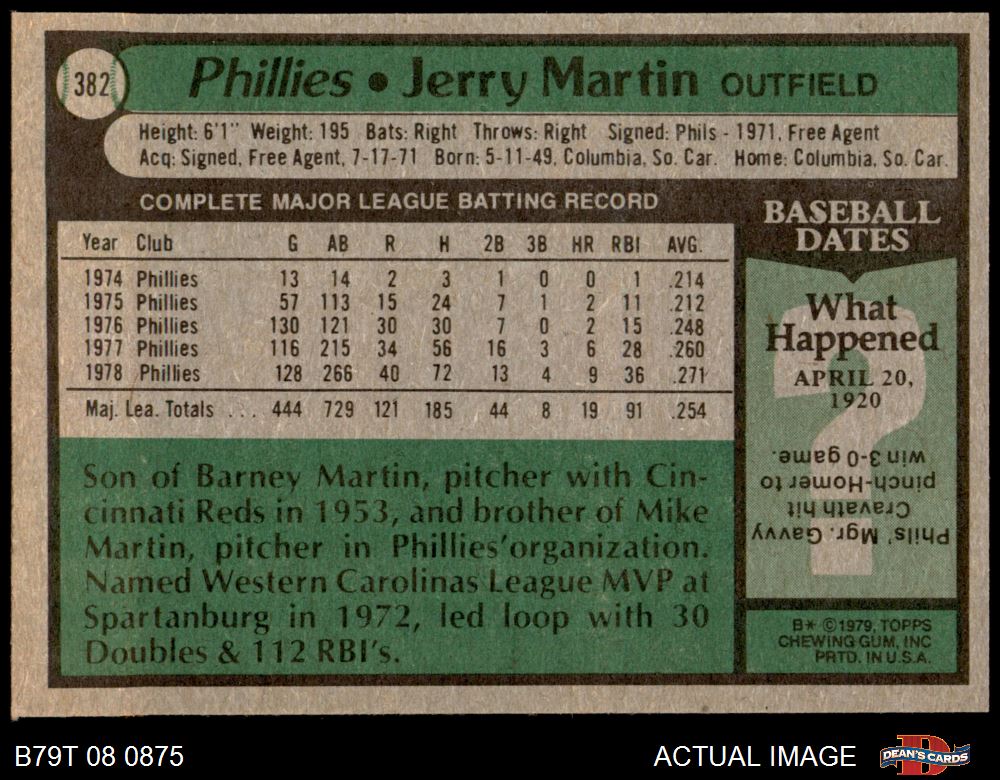 382
Phillies • Jerry Martin OUTFIELD
Height: 6'1" Weight: 195 Bats: Right Throws: Right Signed: Phils - 1971, Free Agent
Acq: Signed, Free Agent, 7-17-71 Born: 5-11-49, Columbia, So. Car. Home: Columbia, So. Car.
COMPLETE MAJOR LEAGUE BATTING RECORD
Year Club G AB R H 2B 3B HR RBI AVG.
1974 Phillies 13 14 2 3 1 0 0 1 .214
1975 Phillies 57 113 15 24 7 1 2 11 .212
1976 Phillies 130 121 30 30 7 0 2 15 .248
1977 Phillies 116 215 34 56 16 3 6 28 .260
1978 Phillies 128 266 40 72 13 4 9 36 .271
Maj. Lea. Totals . . . 444 729 121 185 44 8 19 91 .254
Son of Barney Martin, pitcher with Cin-
cinnati Reds in 1953, and brother of Mike
Martin, pitcher in Phillies' organization.
Named Western Carolinas League MVP at
Spartanburg in 1972, led loop with 30
Doubles & 112 RBI's.
BASEBALL
DATES
What
Happened
APRIL 20,
1920
?
Phils' Mgr. Gavvy
Cravath hit
pinch-Homer to
win 3-0 game.
B* ©1979, TOPPS
CHEWING GUM, INC
PRTD. IN U.S.A.
B79T 08 0875
ACTUAL IMAGE
D
DEAN'S CARDS